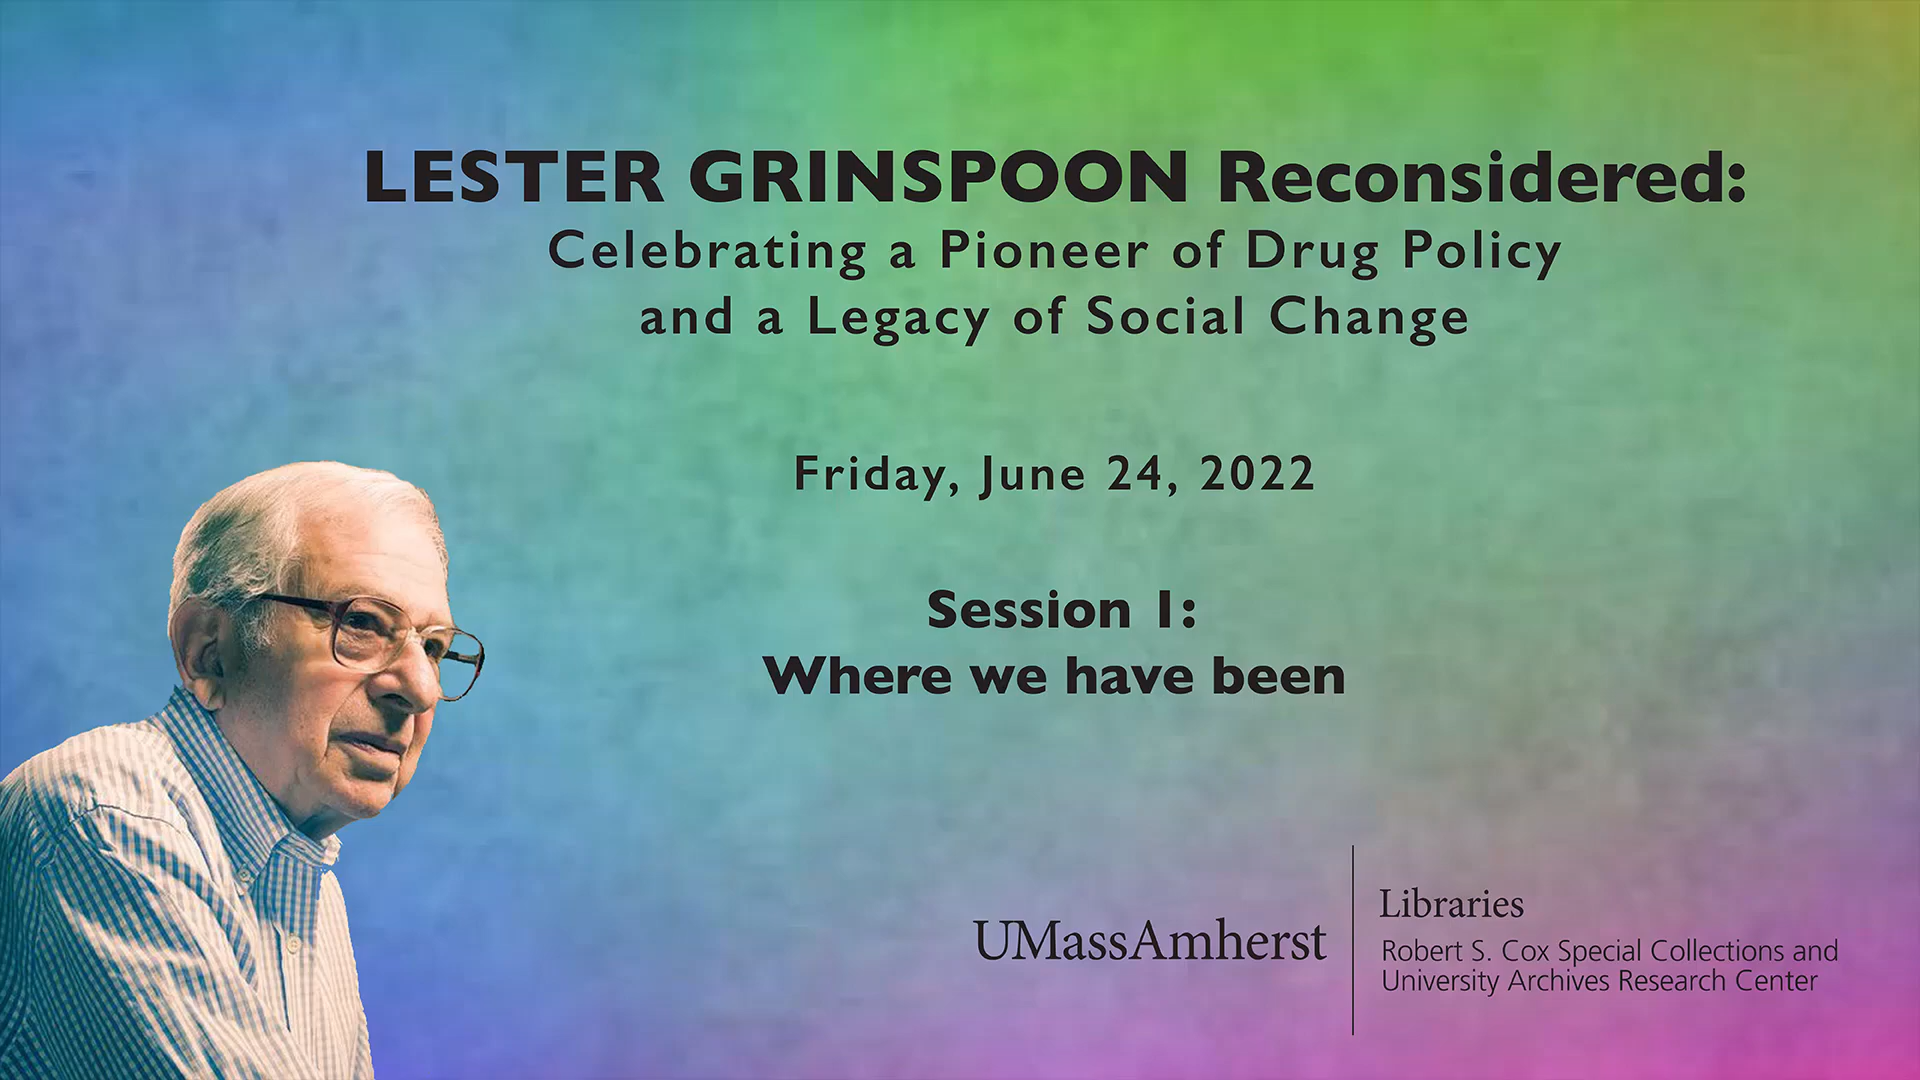 LESTER GRINSPOON Reconsidered:
Celebrating a Pioneer of Drug Policy
and a Legacy of Social Change
Friday, June 24, 2022
Session 1:
Where we have been
UMassAmherst
Libraries
Robert S. Cox Special Collections and
University Archives Research Center